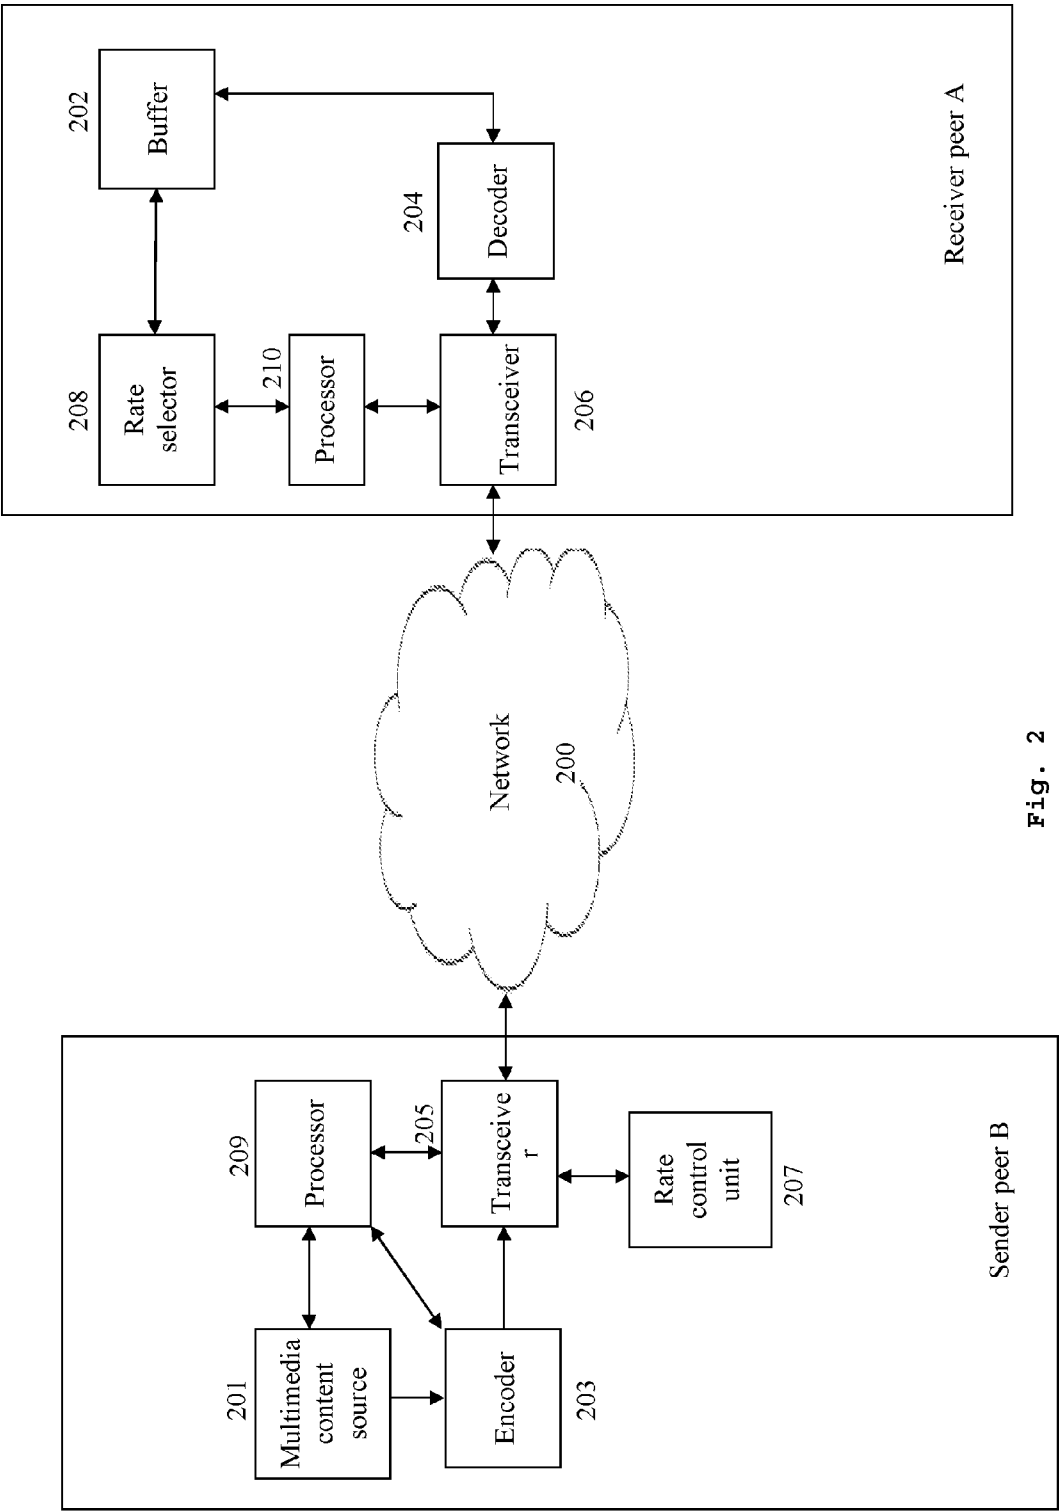 201
Multimedia
content
source
209
Processor
Encoder
203
205
Transceive
r
Rate
control
unit
207
Sender peer B
Network
200
208
Rate
selector
210
Processor
Transceiver
206
202
Buffer
204
Decoder
Receiver peer A
Fig. 2